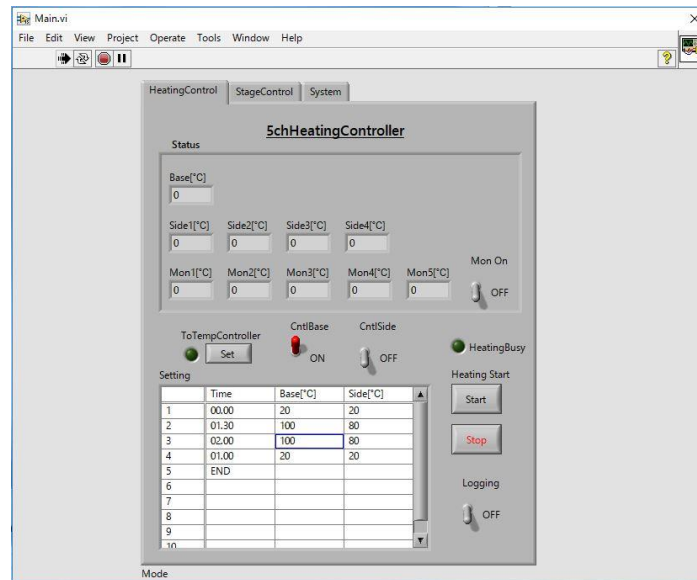 Main.vi
File Edit View Project Operate Tools Window Help
HeatingControl StageControl System
5chHeatingController
Status
Base[°C]
0
Side1[°C] Side2[°C] Side3[°C] Side4[°C]
0 0 0 0
Mon On
Mon1[°C] Mon2[°C] Mon3[°C] Mon4[°C] Mon5[°C]
0 0 0 0 0 OFF
ToTempController CntlBase CntlSide
Set ON OFF HeatingBusy
Setting Heating Start
Time Base[°C] Side[°C]
Start
1 00.00 20 20
2 01.30 100 80
3 02.00 100 80
Stop
4 01.00 20 20
5 END
6
Logging
7
8 OFF
9
10
Mode